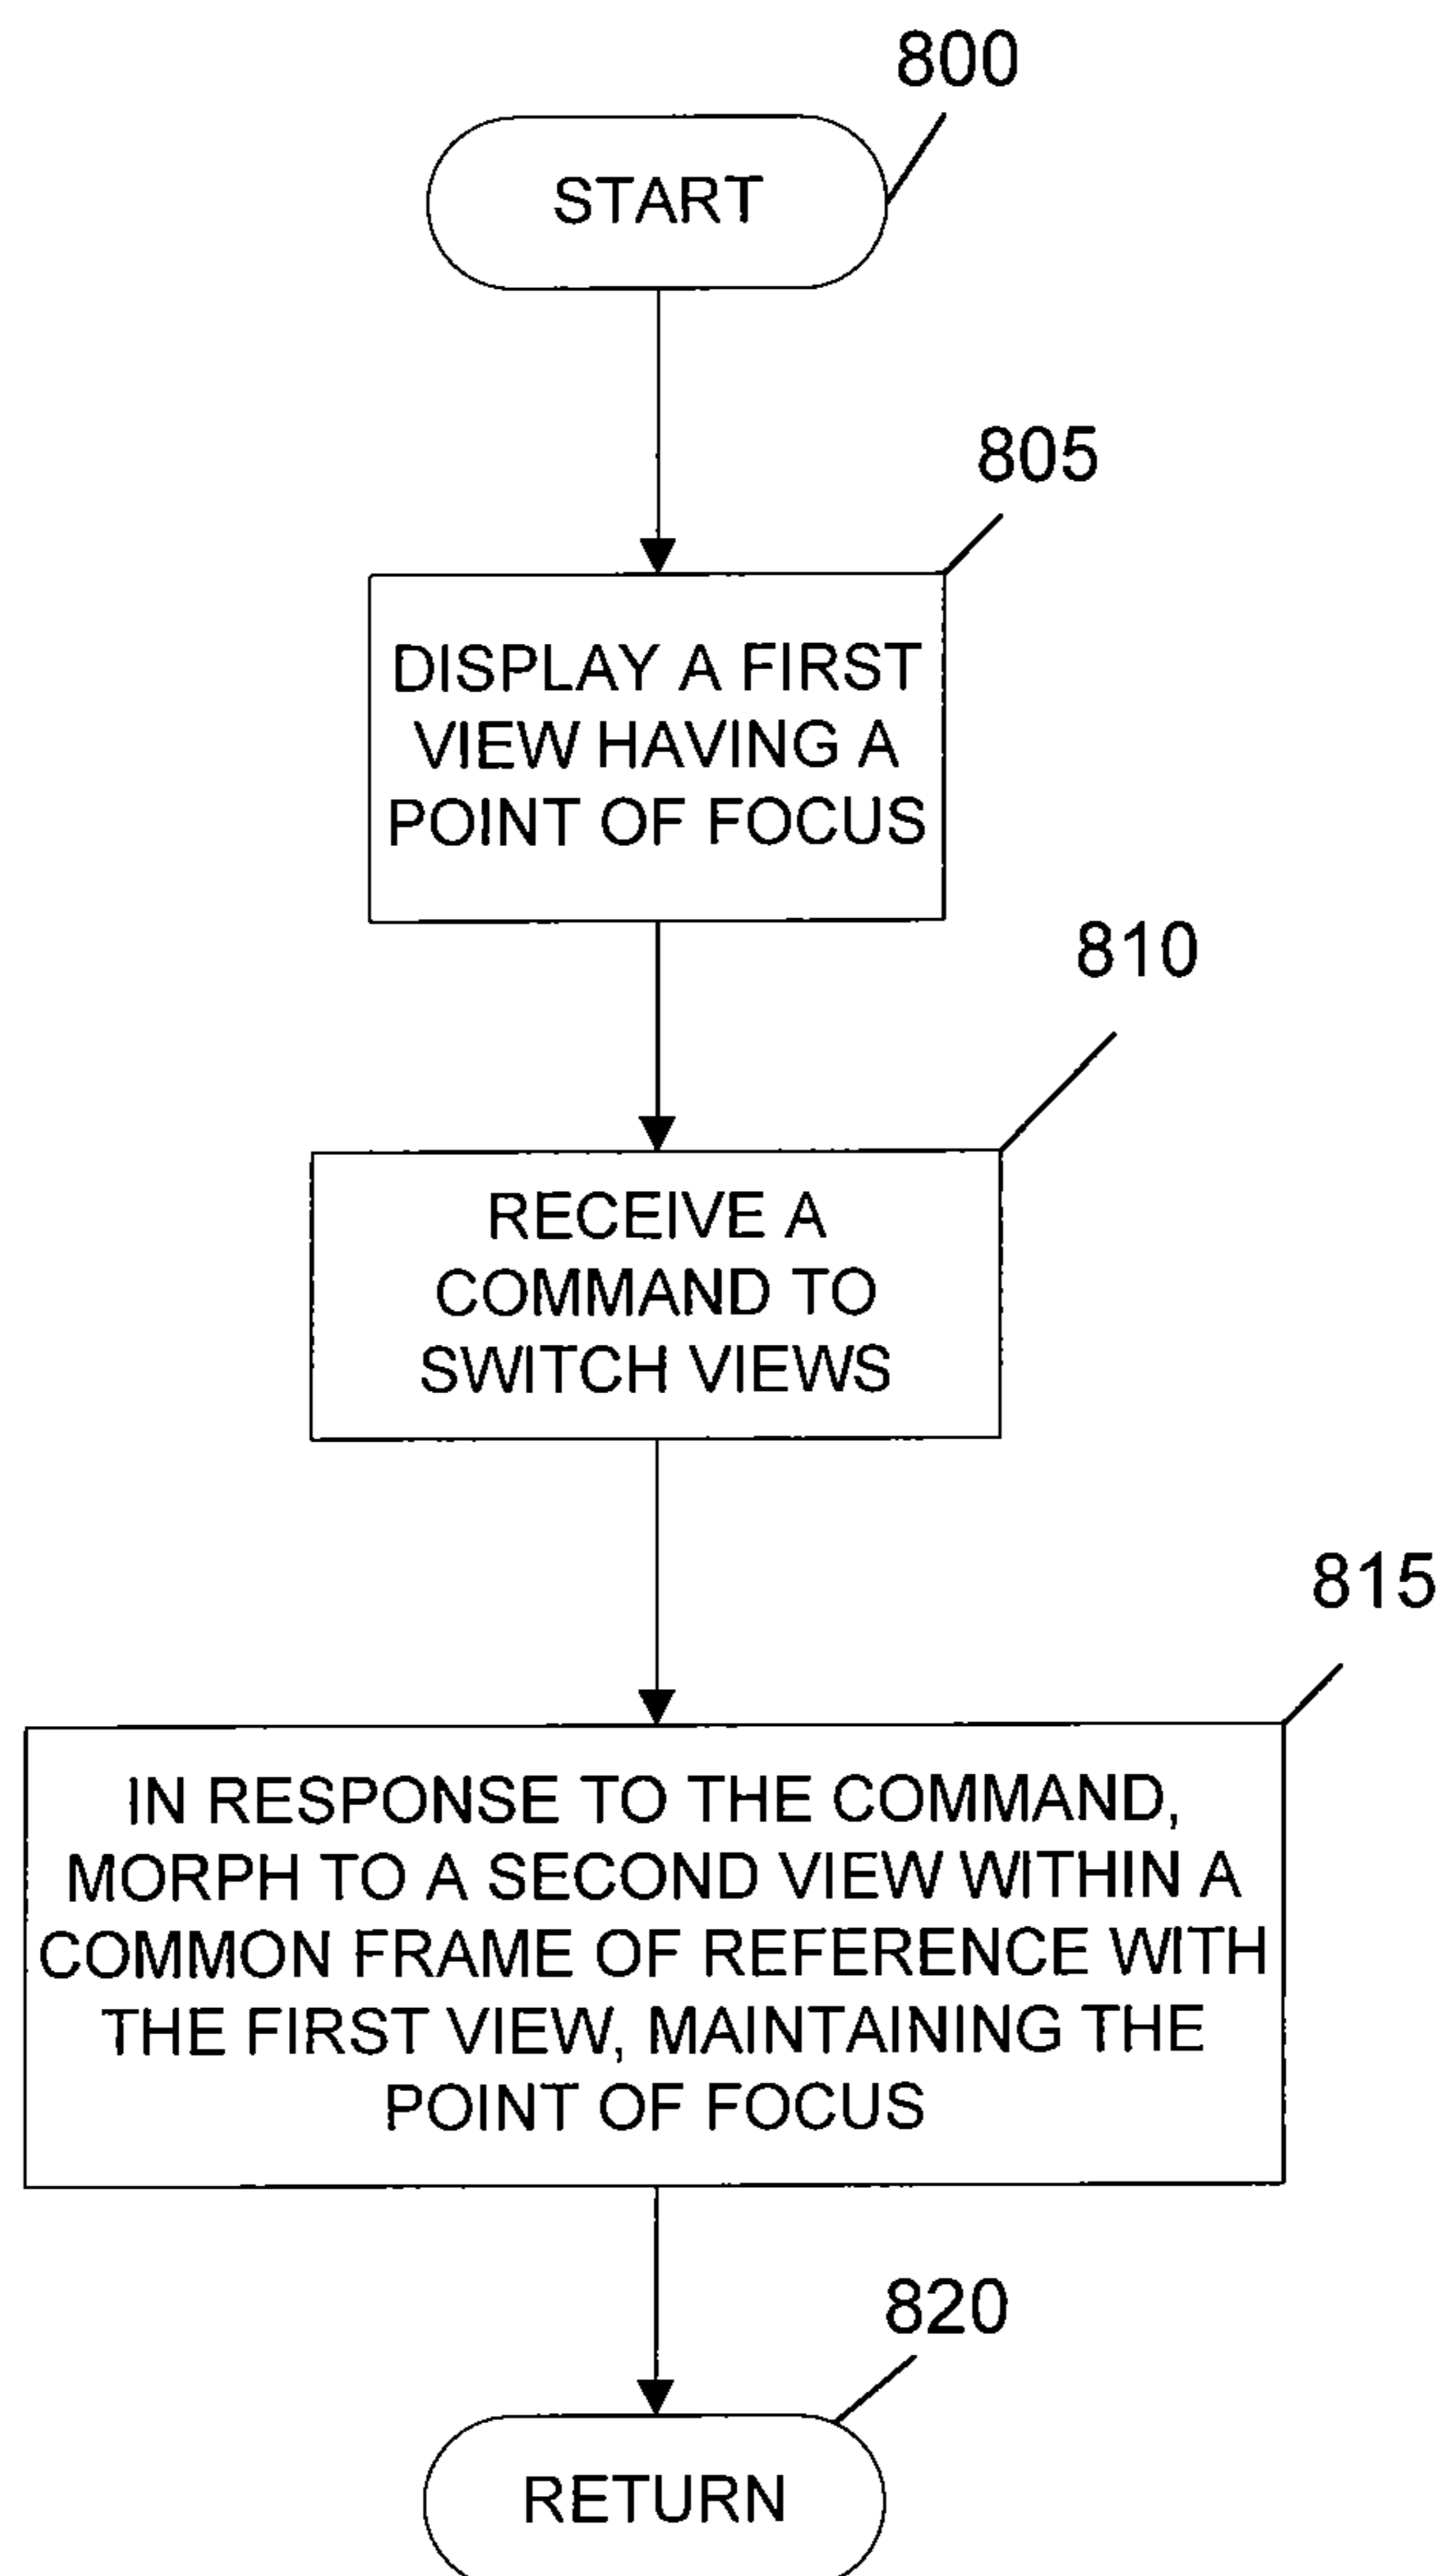 800
START
805
DISPLAY A FIRST
VIEW HAVING A
POINT OF FOCUS
810
RECEIVE A
COMMAND TO
SWITCH VIEWS
815
IN RESPONSE TO THE COMMAND,
MORPH TO A SECOND VIEW WITHIN A
COMMON FRAME OF REFERENCE WITH
THE FIRST VIEW, MAINTAINING THE
POINT OF FOCUS
820
RETURN